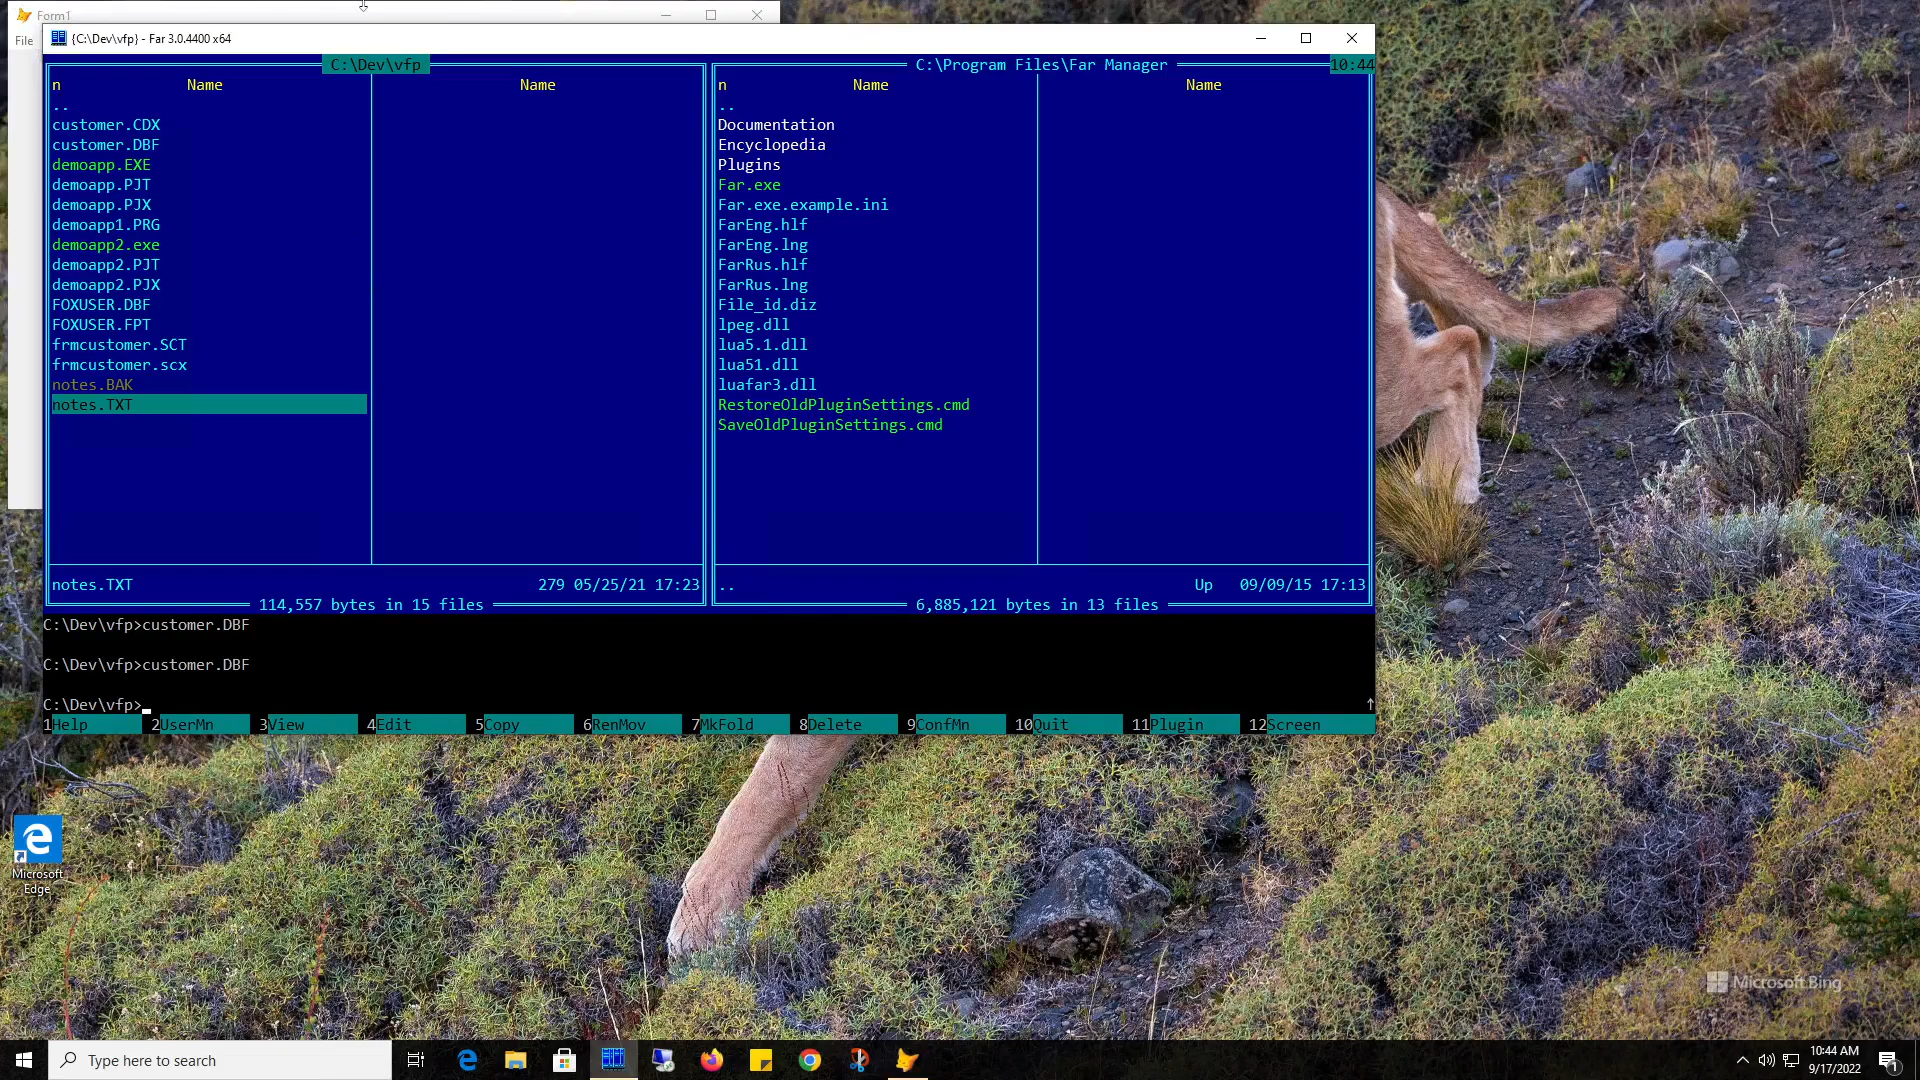 Form1
File
{C:\Dev\vfp} - Far 3.0.4400 x64
C:\Dev\vfp
n Name Name
..
customer.CDX
customer.DBF
demoapp.EXE
demoapp.PJT
demoapp.PJX
demoapp1.PRG
demoapp2.exe
demoapp2.PJT
demoapp2.PJX
FOXUSER.DBF
FOXUSER.FPT
frmcustomer.SCT
frmcustomer.scx
notes.BAK
notes.TXT
notes.TXT 279 05/25/21 17:23
114,557 bytes in 15 files
C:\Program Files\Far Manager
10:44
n Name Name
..
Documentation
Encyclopedia
Plugins
Far.exe
Far.exe.example.ini
FarEng.hlf
FarEng.lng
FarRus.hlf
FarRus.lng
File_id.diz
lpeg.dll
lua5.1.dll
lua51.dll
luafar3.dll
RestoreOldPluginSettings.cmd
SaveOldPluginSettings.cmd
.. Up 09/09/15 17:13
6,885,121 bytes in 13 files
C:\Dev\vfp>customer.DBF
C:\Dev\vfp>customer.DBF
C:\Dev\vfp>
1Help 2UserMn 3View 4Edit 5Copy 6RenMov 7MkFold 8Delete 9ConfMn 10Quit 11Plugin 12Screen
Microsoft
Edge
Microsoft Bing
Type here to search
10:44 AM
9/17/2022
1